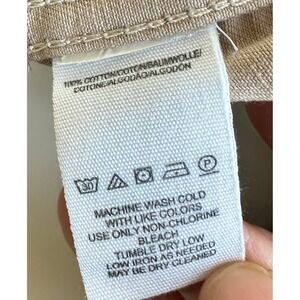 100% COTTON/COTON/BAUMWOLLE/
COTONE/ALGODÃO/ALGODÓN
30
P
MACHINE WASH COLD
WITH LIKE COLORS
USE ONLY NON-CHLORINE
BLEACH
TUMBLE DRY LOW
LOW IRON AS NEEDED
MAY BE DRY CLEANED